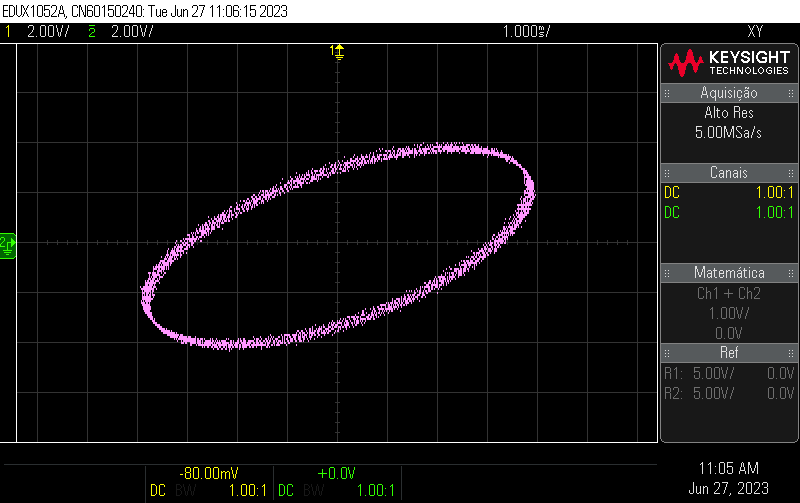 EDUX1052A, CN60150240: Tue Jun 27 11:06:15 2023
1 2.00V/ 2 2.00V/ 1.000ms/ XY
1
KEYSIGHT
TECHNOLOGIES
Aquisição
Alto Res
5.00MSa/s
Canais
DC 1.00:1
DC 1.00:1
2
Matemática
Ch1 + Ch2
1.00V/
0.0V
Ref
R1: 5.00V/ 0.0V
R2: 5.00V/ 0.0V
-80.00mV +0.0V
DC BW 1.00:1 DC BW 1.00:1
11:05 AM
Jun 27, 2023